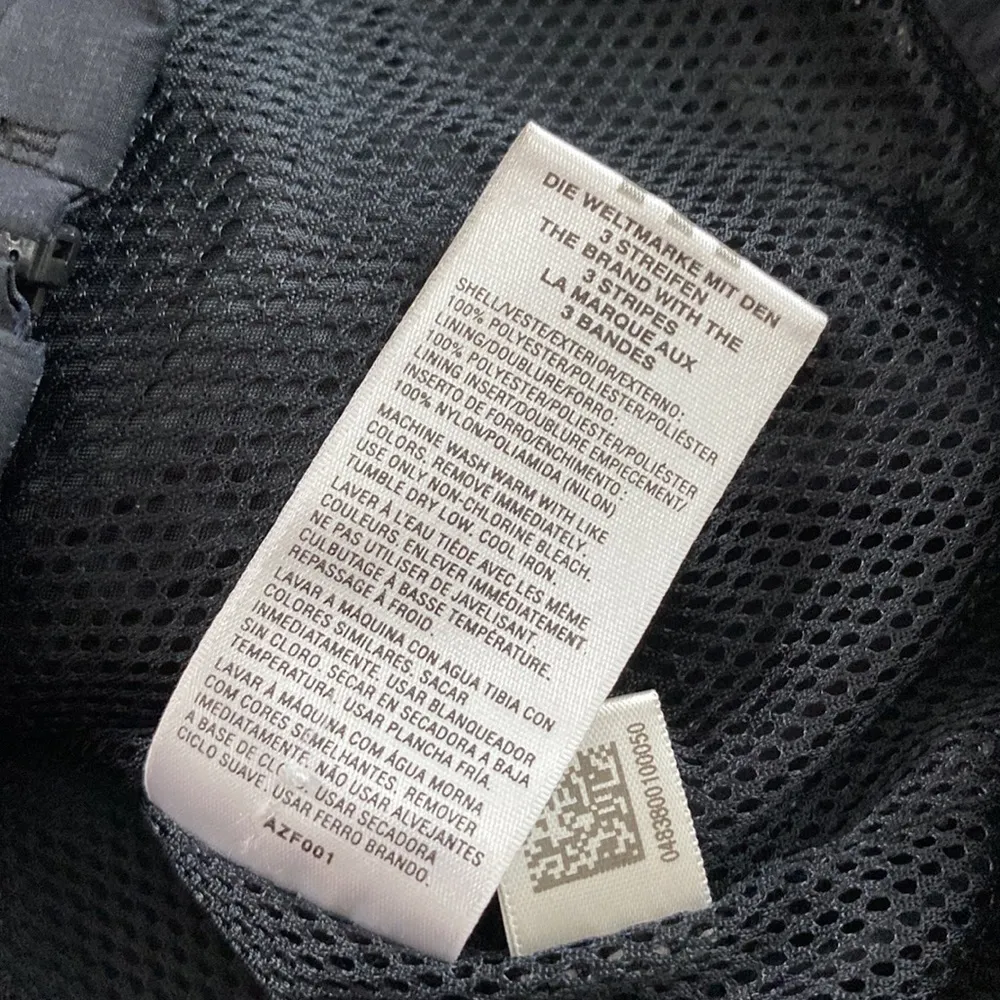 DIE WELTMARKE MIT DEN
3 STREIFEN
THE BRAND WITH THE
3 STRIPES
LA MARQUE AUX
3 BANDES
SHELL/VESTE/EXTERIOR/EXTERNO:
100% POLYESTER/POLIÉSTER/POLIÉSTER
LINING/DOUBLURE/FORRO:
100% POLYESTER/POLIÉSTER/POLIÉSTER
LINING INSERT/DOUBLURE EMPIECEMENT/
INSERTO DE FORRO/ENCHIMENTO:
100% NYLON/POLIAMIDA (NILON)
MACHINE WASH WARM WITH LIKE
COLORS, REMOVE IMMEDIATELY.
USE ONLY NON-CHLORINE BLEACH.
TUMBLE DRY LOW. COOL IRON.
LAVER À L'EAU TIÈDE AVEC LES MÊME
COULEURS, ENLEVER IMMÉDIATEMENT
NE PAS UTILISER DE JAVELISANT.
CULBUTAGE À BASSE TEMPERATURE.
REPASSAGE À FROID.
LAVAR A MÁQUINA CON AGUA TIBIA CON
COLORES SIMILARES, SACAR
INMEDIATAMENTE. USAR BLANQUEADOR
SIN CLORO. SECAR EN SECADORA A BAJA
TEMPERATURA. USAR PLANCHA FRÍA.
LAVAR À MÁQUINA COM ÁGUA MORNA,
COM CORES SEMELHANTES, REMOVER
IMEDIATAMENTE. NÃO USAR ALVEJANTES
A BASE DE USAR SECADORA
CICLO SUAVE. USAR FERRO BRANDO.
AZF001
0483800100050